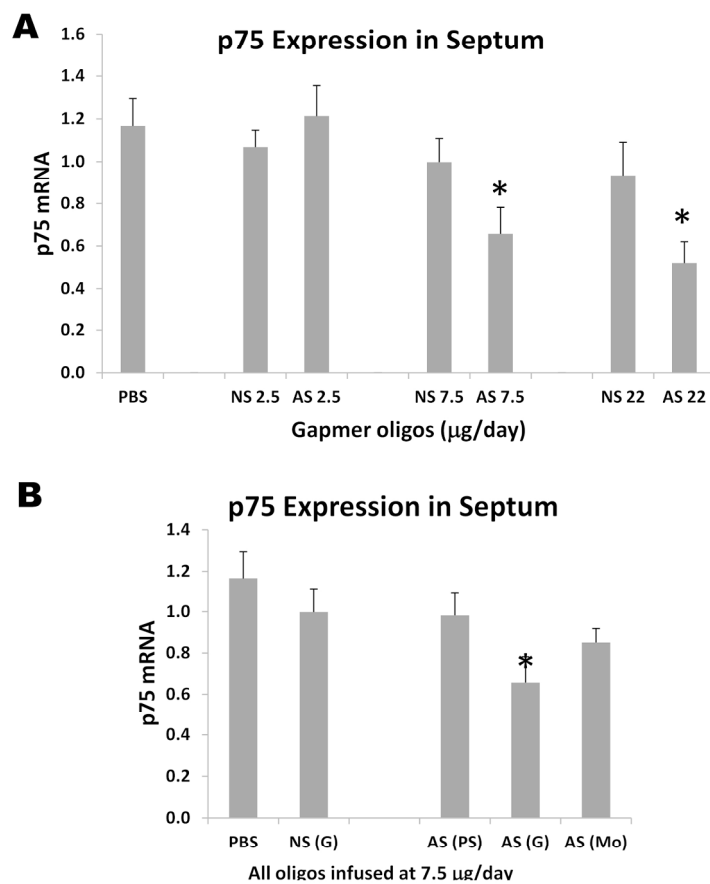 A
p75 Expression in Septum
1.6
1.4
1.2
1.0
0.8
0.6
0.4
0.2
0.0
p75 mRNA
* *
PBS NS 2.5 AS 2.5 NS 7.5 AS 7.5 NS 22 AS 22
Gapmer oligos (μg/day)
B
p75 Expression in Septum
1.4
1.2
1.0
0.8
0.6
0.4
0.2
0.0
p75 mRNA
*
PBS NS (G) AS (PS) AS (G) AS (Mo)
All oligos infused at 7.5 μg/day